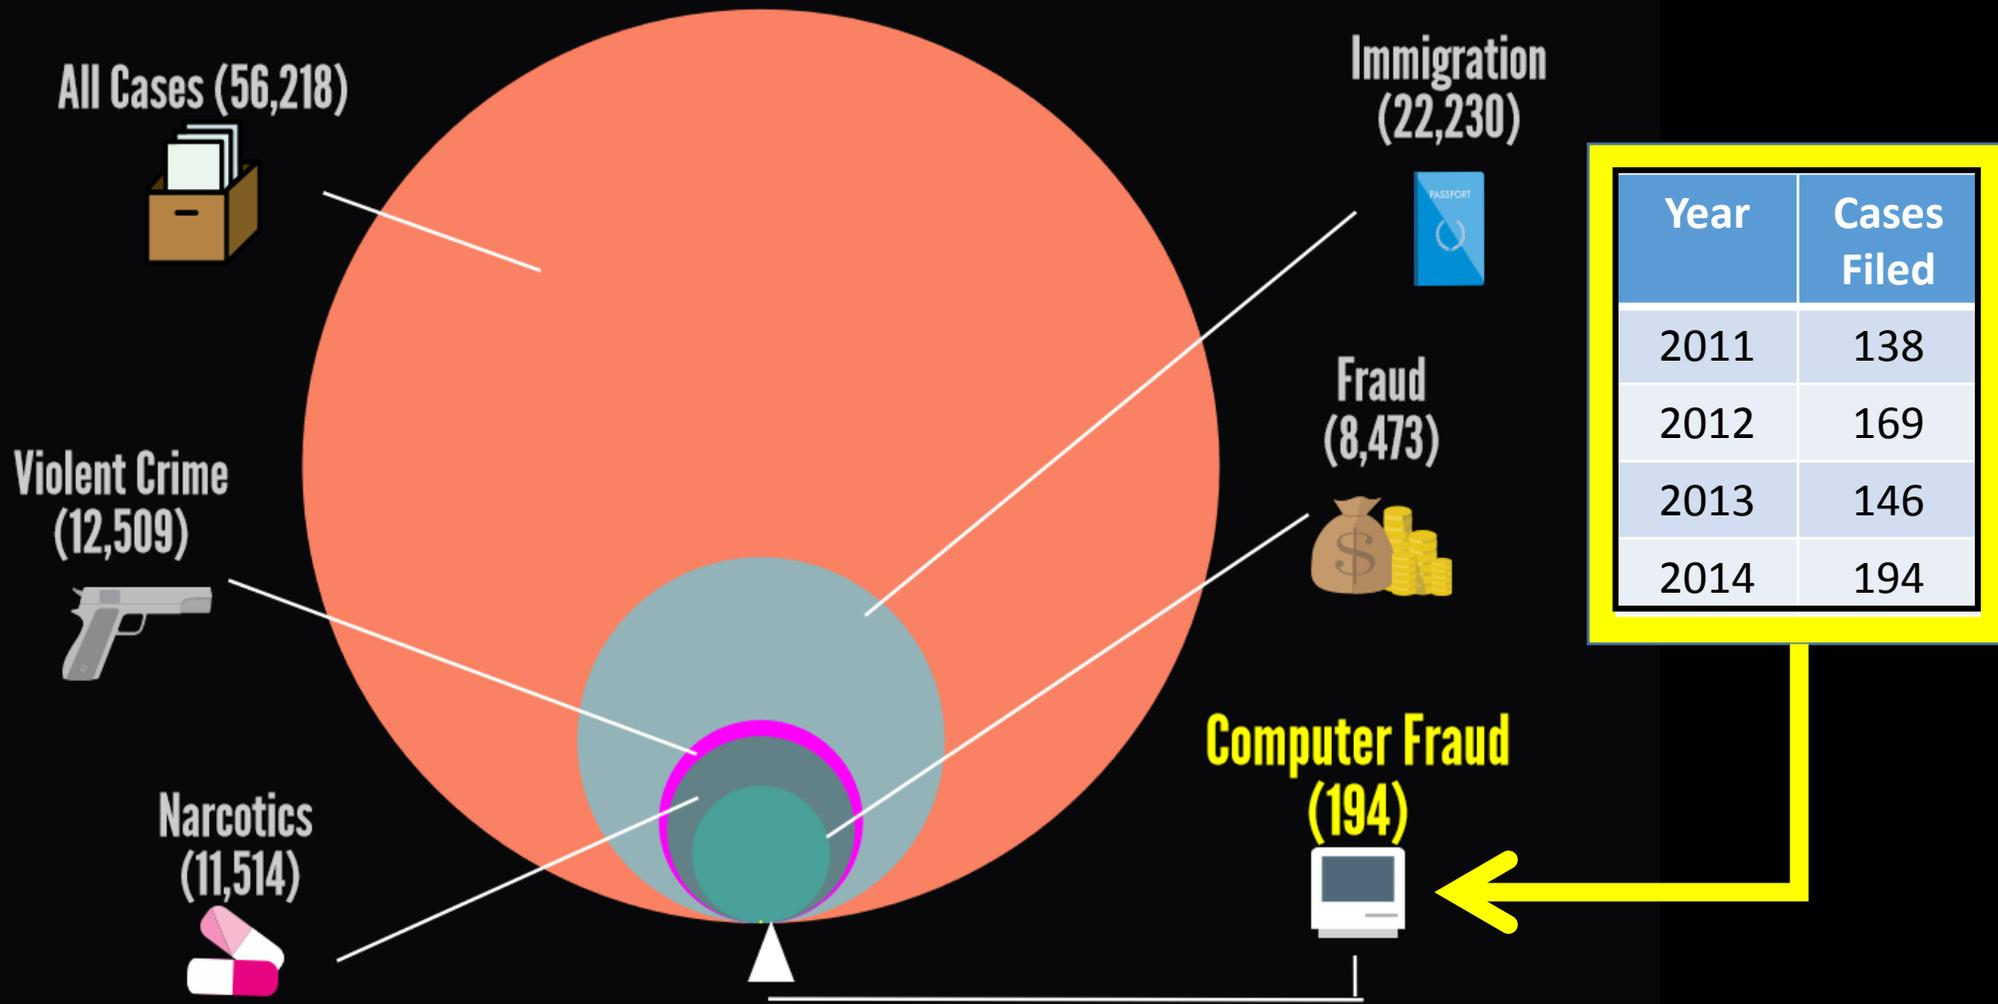 All Cases (56,218)
Violent Crime
(12,509)
Narcotics
(11,514)
Immigration
(22,230)
PASSPORT
Fraud
(8,473)
$
Computer Fraud
(194)
Year Cases Filed
2011 138
2012 169
2013 146
2014 194